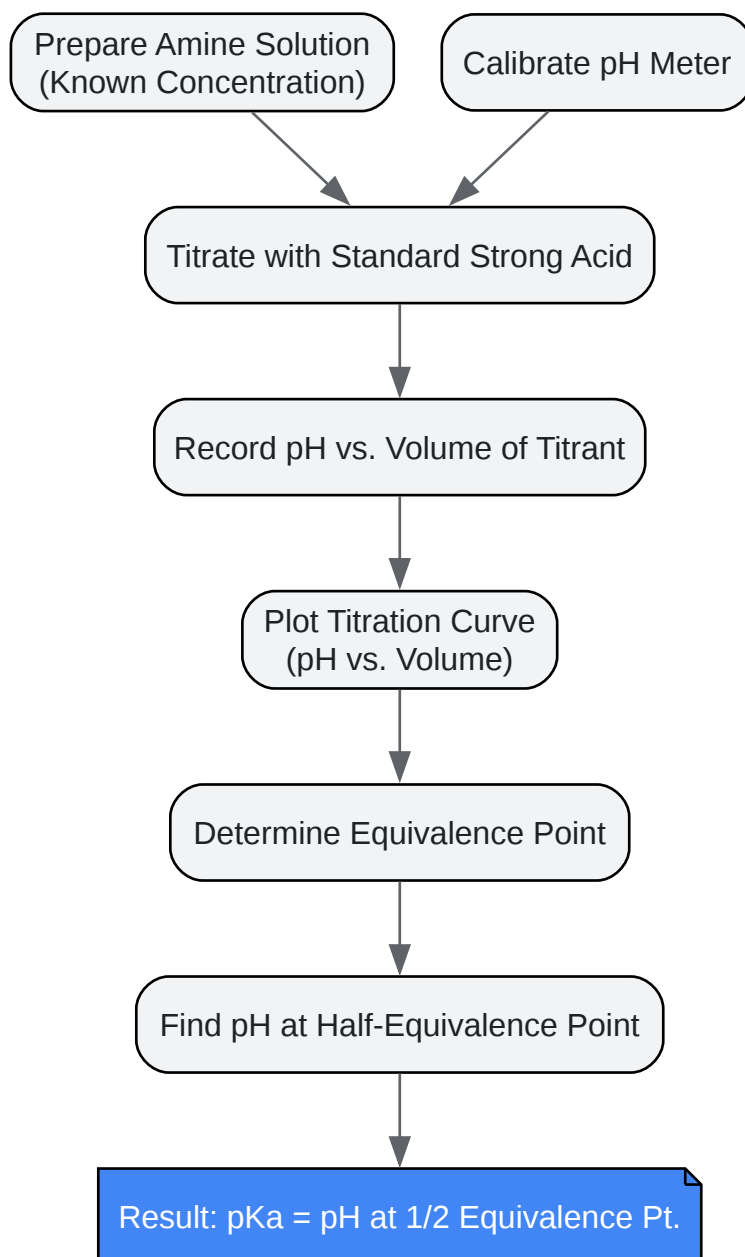 Prepare Amine Solution
(Known Concentration)
Calibrate pH Meter
Titrate with Standard Strong Acid
Record pH vs. Volume of Titrant
Plot Titration Curve
(pH vs. Volume)
Determine Equivalence Point
Find pH at Half-Equivalence Point
Result: pKa = pH at 1/2 Equivalence Pt.